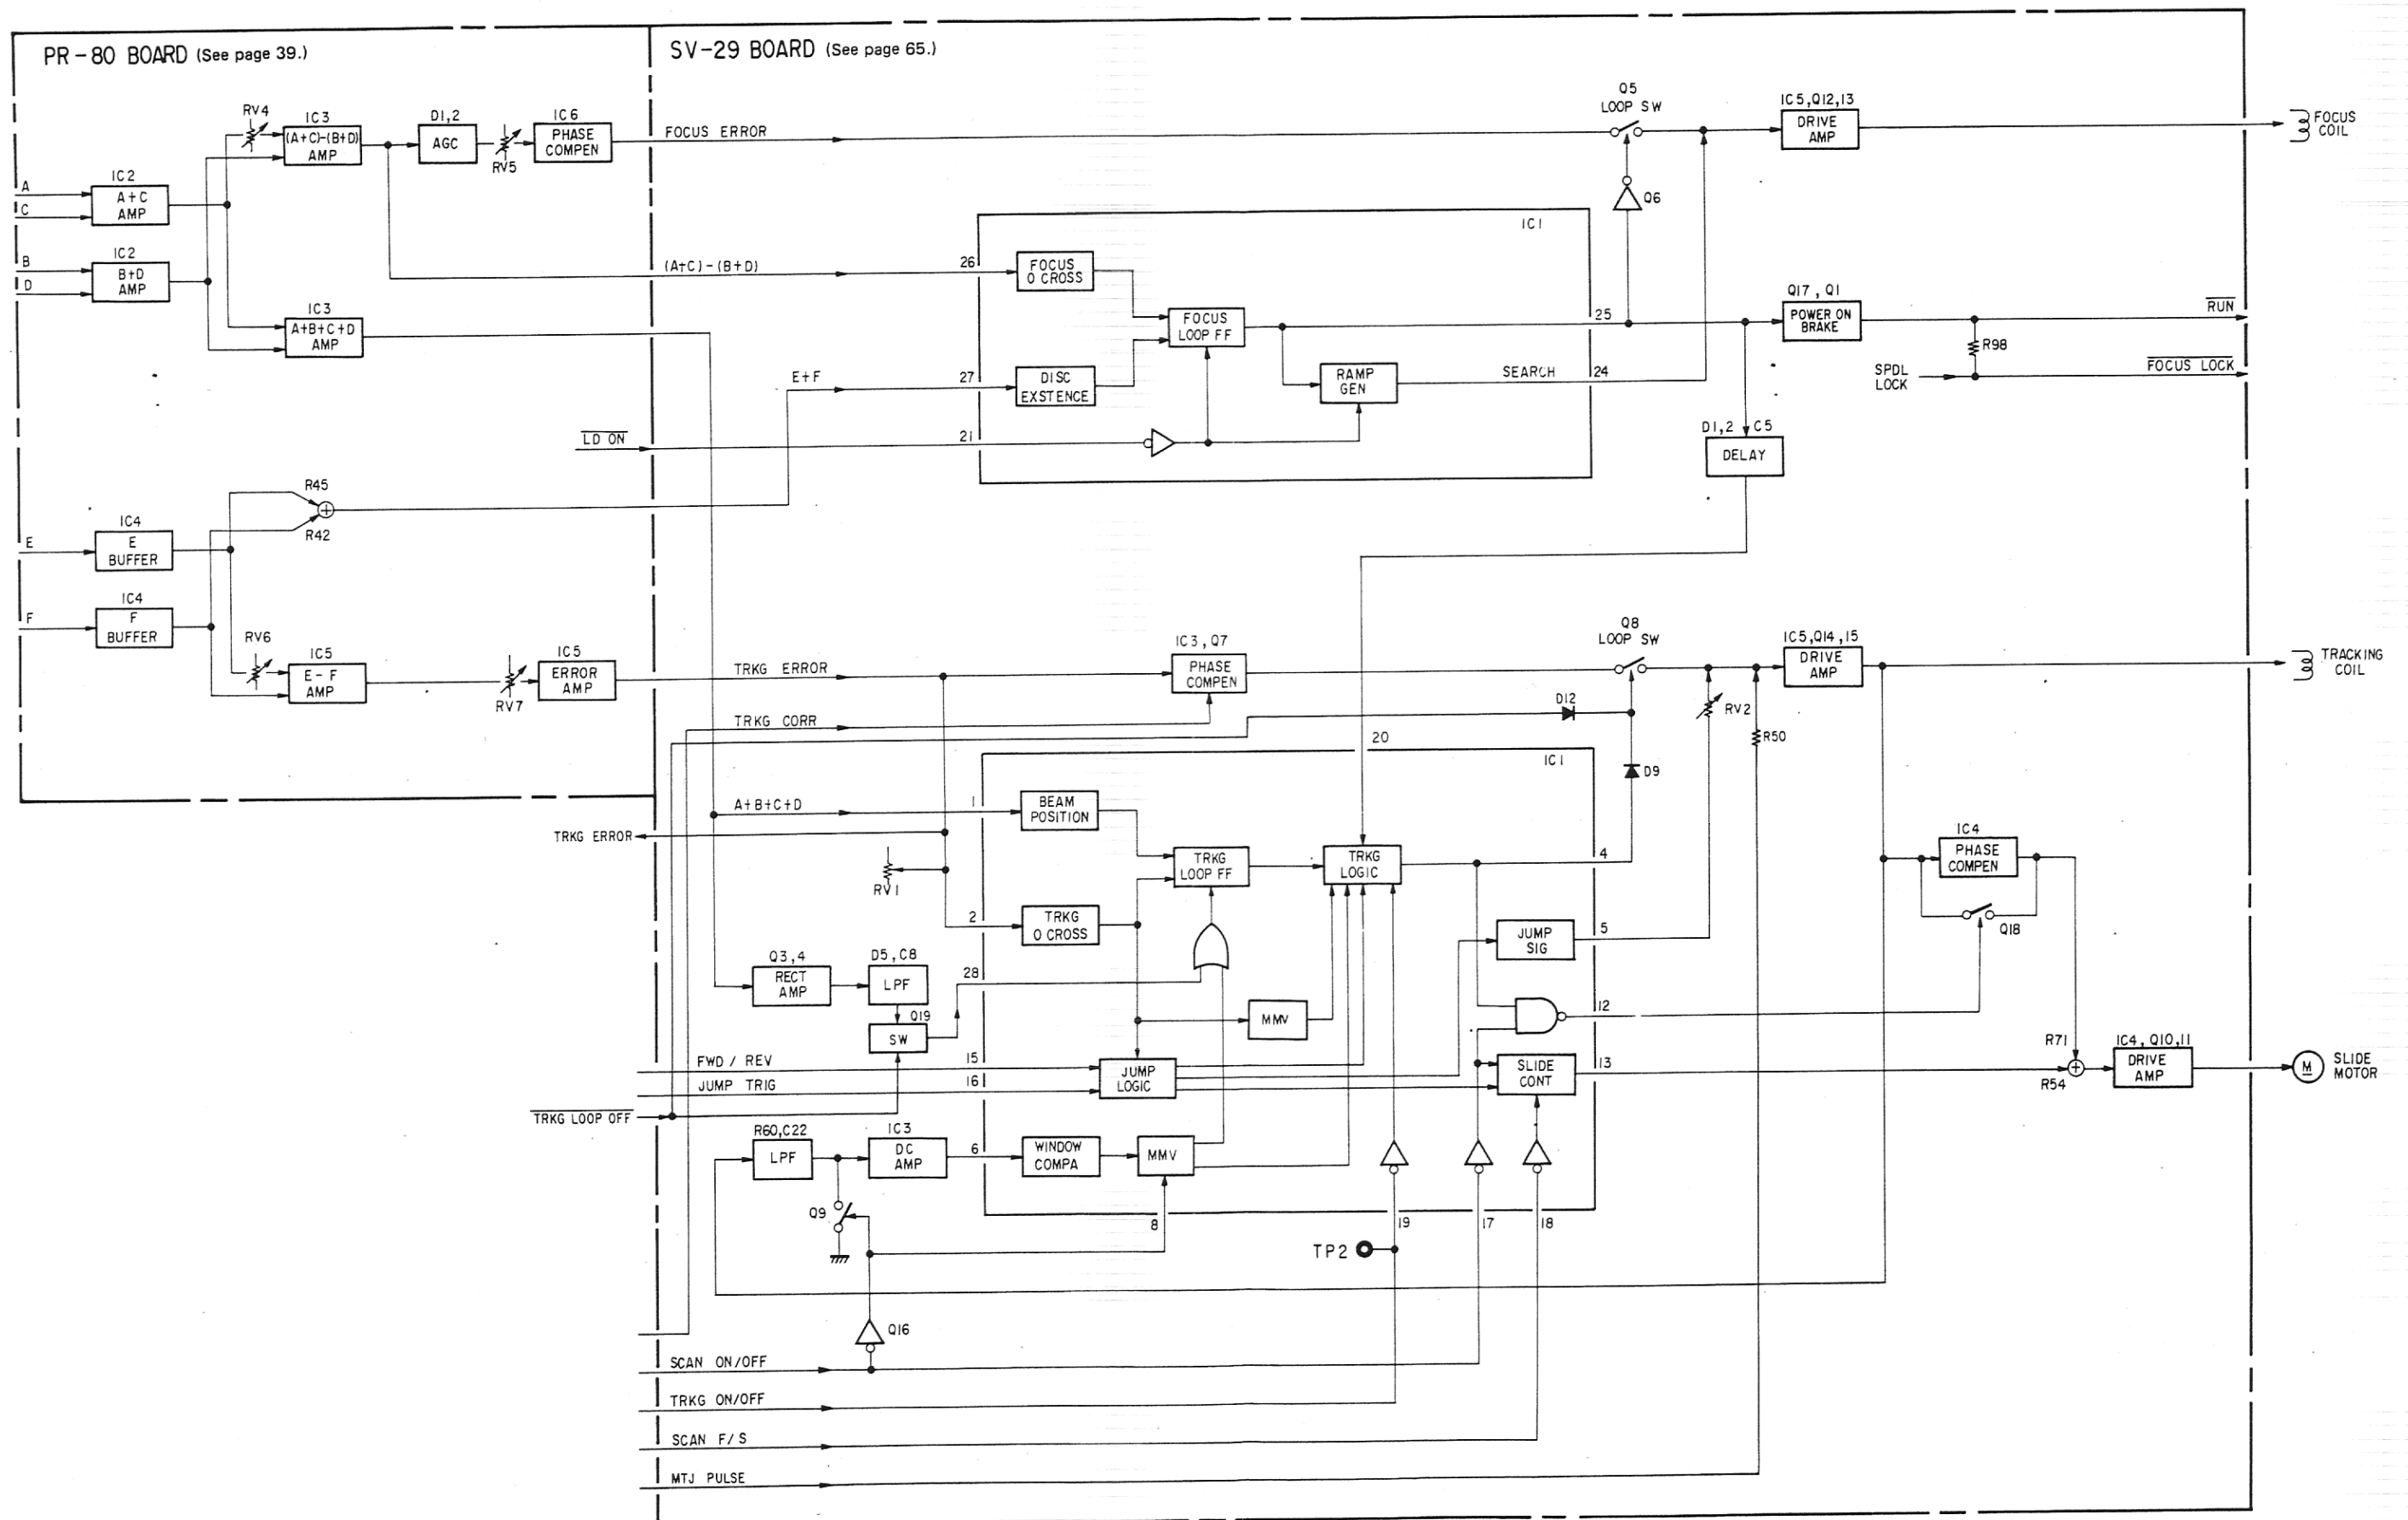 PR-80 BOARD (See page 39.)
SV-29 BOARD (See page 65.)
RV4
IC3
(A+C)-(B+D)
AMP
D1,2
AGC
RV5
IC6
PHASE
COMPEN
FOCUS ERROR
Q5
LOOP SW
IC5,Q12,13
DRIVE
AMP
FOCUS
COIL
A
C
IC2
A+C
AMP
B
D
IC2
B+D
AMP
IC3
A+B+C+D
AMP
(A+C)-(B+D)
26
FOCUS
O CROSS
IC1
Q6
FOCUS
LOOP FF
25
Q17, Q1
POWER ON
BRAKE
RUN
R98
SPDL
LOCK
FOCUS LOCK
E+F
27
DISC
EXSTENCE
RAMP
GEN
SEARCH
24
LD ON
21
D1,2 C5
DELAY
R45
R42
E
IC4
E
BUFFER
F
IC4
F
BUFFER
RV6
IC5
E-F
AMP
RV7
IC5
ERROR
AMP
TRKG ERROR
IC3, Q7
PHASE
COMPEN
Q8
LOOP SW
IC5,Q14,15
DRIVE
AMP
TRACKING
COIL
TRKG CORR
D12
RV2
R50
20
IC1
D9
A+B+C+D
1
BEAM
POSITION
TRKG ERROR
RV1
TRKG
LOOP FF
TRKG
LOGIC
4
IC4
PHASE
COMPEN
Q18
2
TRKG
O CROSS
JUMP
SIG
5
Q3,4
RECT
AMP
D5,C8
LPF
28
Q19
SW
MMV
12
FWD / REV
15
JUMP TRIG
16
JUMP
LOGIC
SLIDE
CONT
13
R71
R54
IC4, Q10,11
DRIVE
AMP
M
SLIDE
MOTOR
TRKG LOOP OFF
R60,C22
LPF
IC3
DC
AMP
6
WINDOW
COMPA
MMV
Q9
8
19
17
18
TP2
Q16
SCAN ON/OFF
TRKG ON/OFF
SCAN F/S
MTJ PULSE